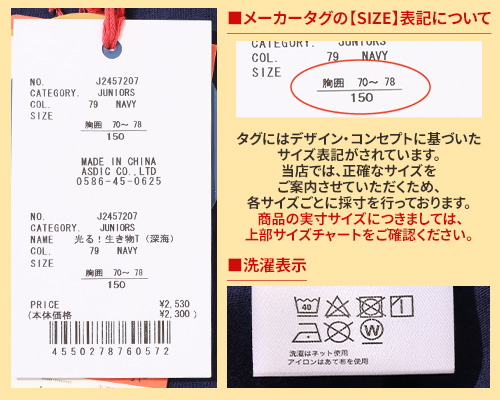 NO. J2457207
CATEGORY. JUNIORS
COL. 79 NAVY
SIZE
胸囲 70～ 78
150
MADE IN CHINA
ASDIC CO.,LTD
0586-45-0625
NO. J2457207
CATEGORY. JUNIORS
NAME 光る!生き物T(深海)
COL. 79 NAVY
SIZE
胸囲 70～ 78
150
PRICE ¥2,530
(本体価格 ¥2,300 )
4550278760572
■メーカータグの【SIZE】表記について
CATEGORY. JUNIORS
COL. 79 NAVY
SIZE
胸囲 70～ 78
150
タグにはデザイン・コンセプトに基づいた
サイズ表記がされています。
当店では、正確なサイズを
ご案内させていただくため、
各サイズごとに採寸を行っております。
商品の実寸サイズにつきましては、
上部サイズチャートをご確認ください。
■洗濯表示
40
W
洗濯はネット使用
アイロンはあて布を使用